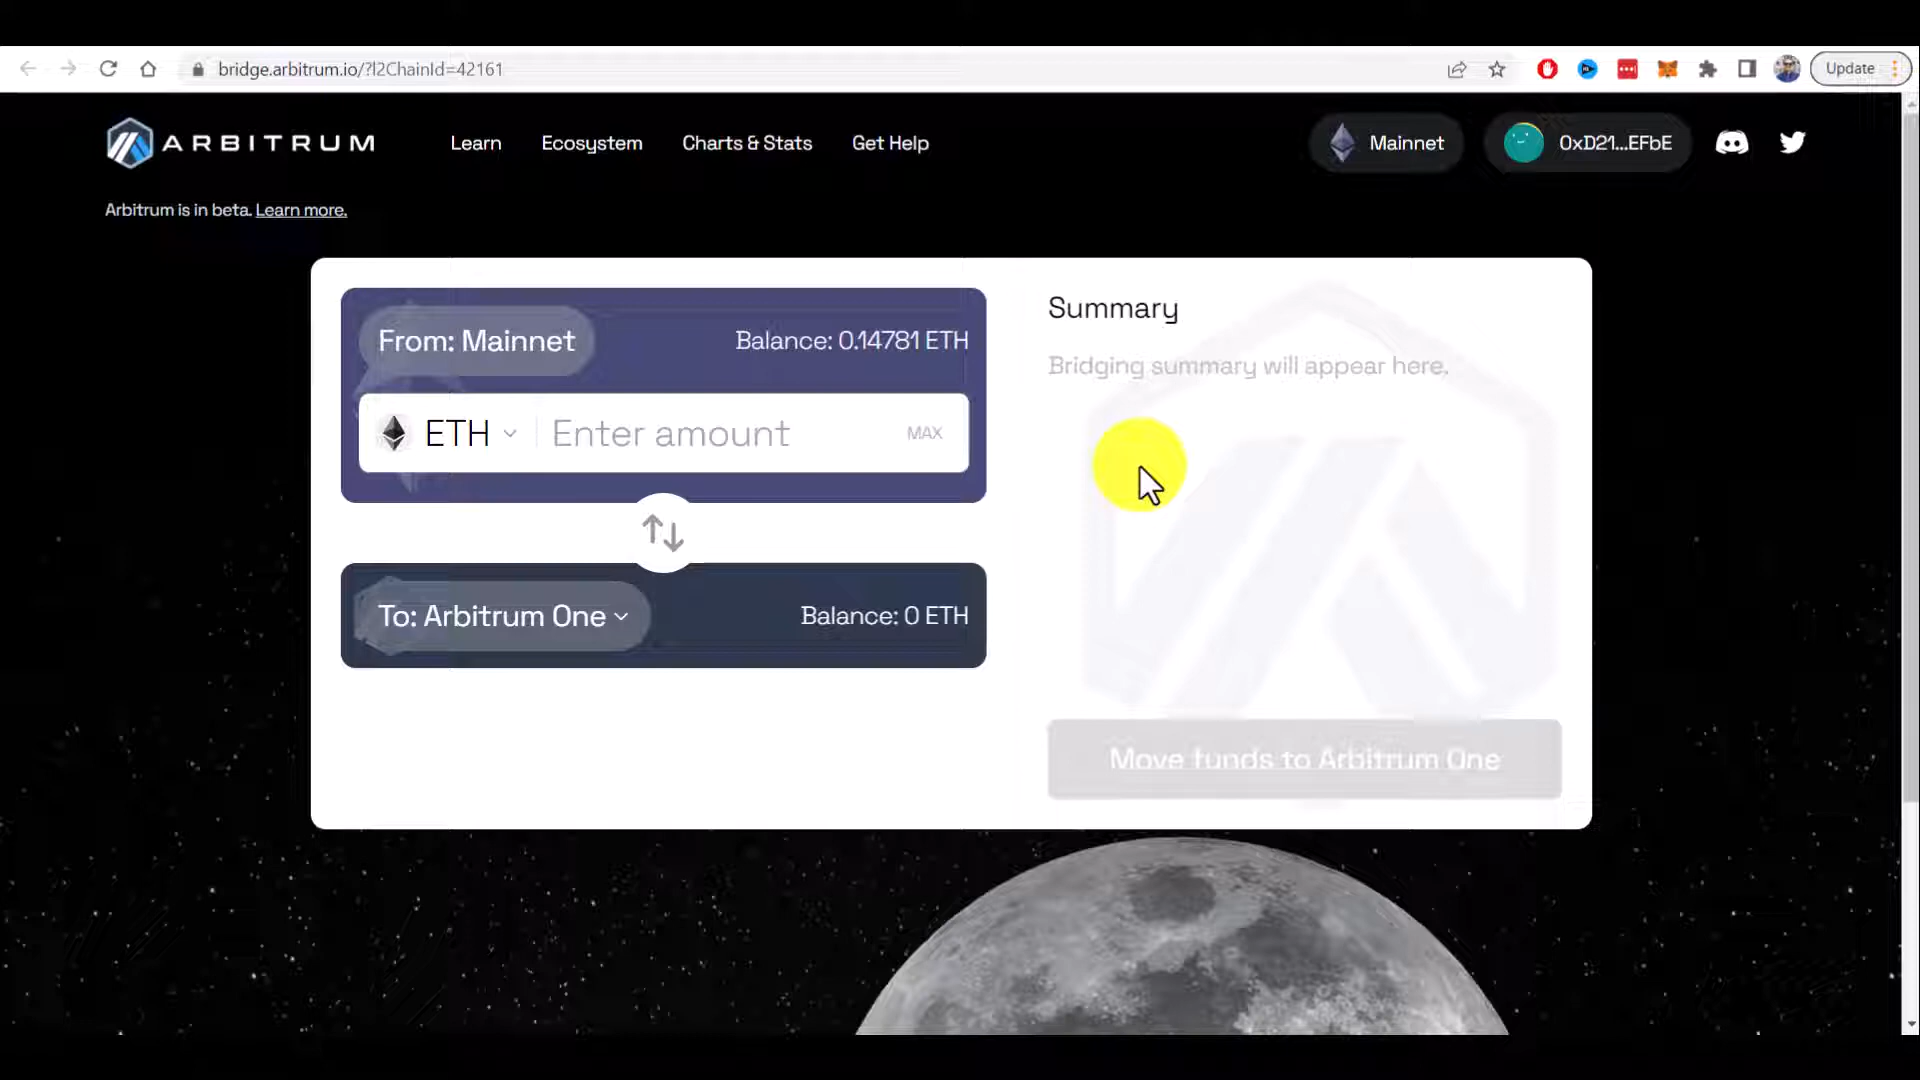 bridge.arbitrum.io/?l2ChainId=42161
Update
ARBITRUM
Learn
Ecosystem
Charts & Stats
Get Help
Mainnet
0xD21...EFbE
Arbitrum is in beta. Learn more.
From: Mainnet
Balance: 0.14781 ETH
ETH
Enter amount
MAX
To: Arbitrum One
Balance: 0 ETH
Summary
Bridging summary will appear here.
Move funds to Arbitrum One